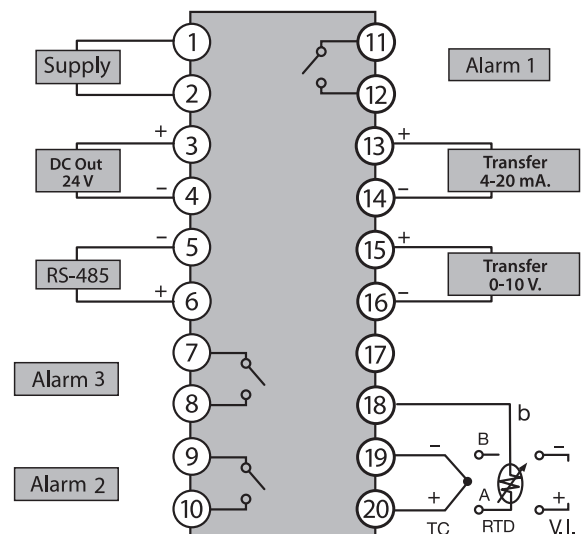 1
11
Supply
Alarm 1
2
12
+
3
13
+
DC Out
24 V
Transfer
4-20 mA.
−
4
14
−
−
5
15
+
RS-485
Transfer
0-10 V.
+
6
16
−
7
17
Alarm 3
8
18
b
9
19
−
B
−
Alarm 2
10
20
+
A
+
TC
RTD
V.I.